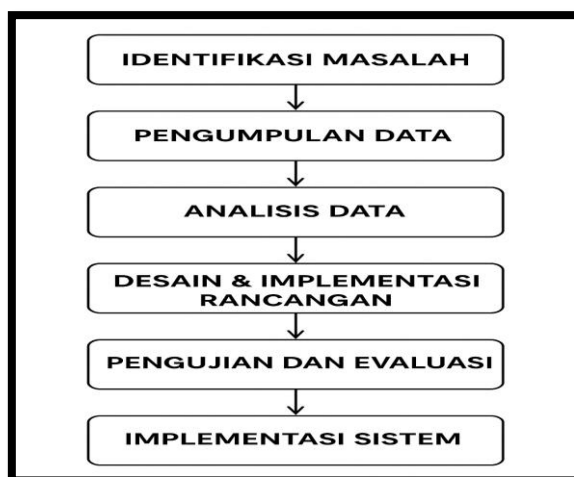 IDENTIFIKASI MASALAH
PENGUMPULAN DATA
ANALISIS DATA
DESAIN & IMPLEMENTASI
RANCANGAN
PENGUJIAN DAN EVALUASI
IMPLEMENTASI SISTEM